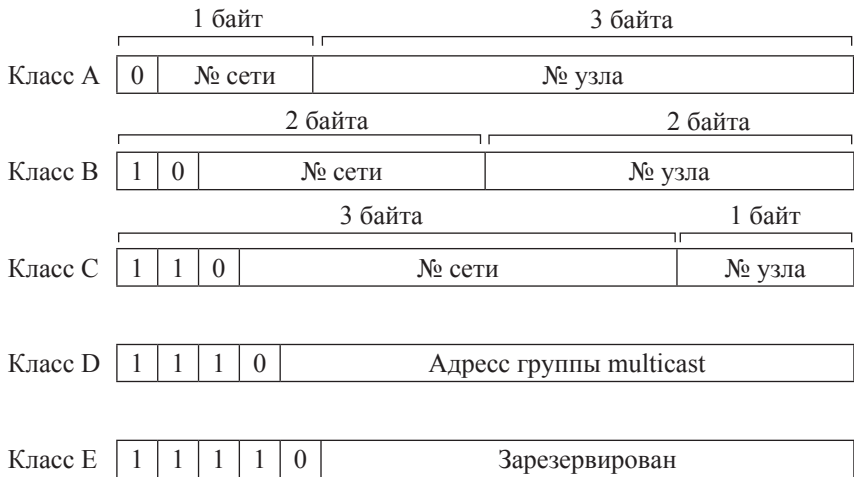 1 байт 3 байта
Класс A 0 № сети № узла
2 байта 2 байта
Класс B 1 0 № сети № узла
3 байта 1 байт
Класс C 1 1 0 № сети № узла
Класс D 1 1 1 0 Адресс группы multicast
Класс E 1 1 1 1 0 Зарезервирован